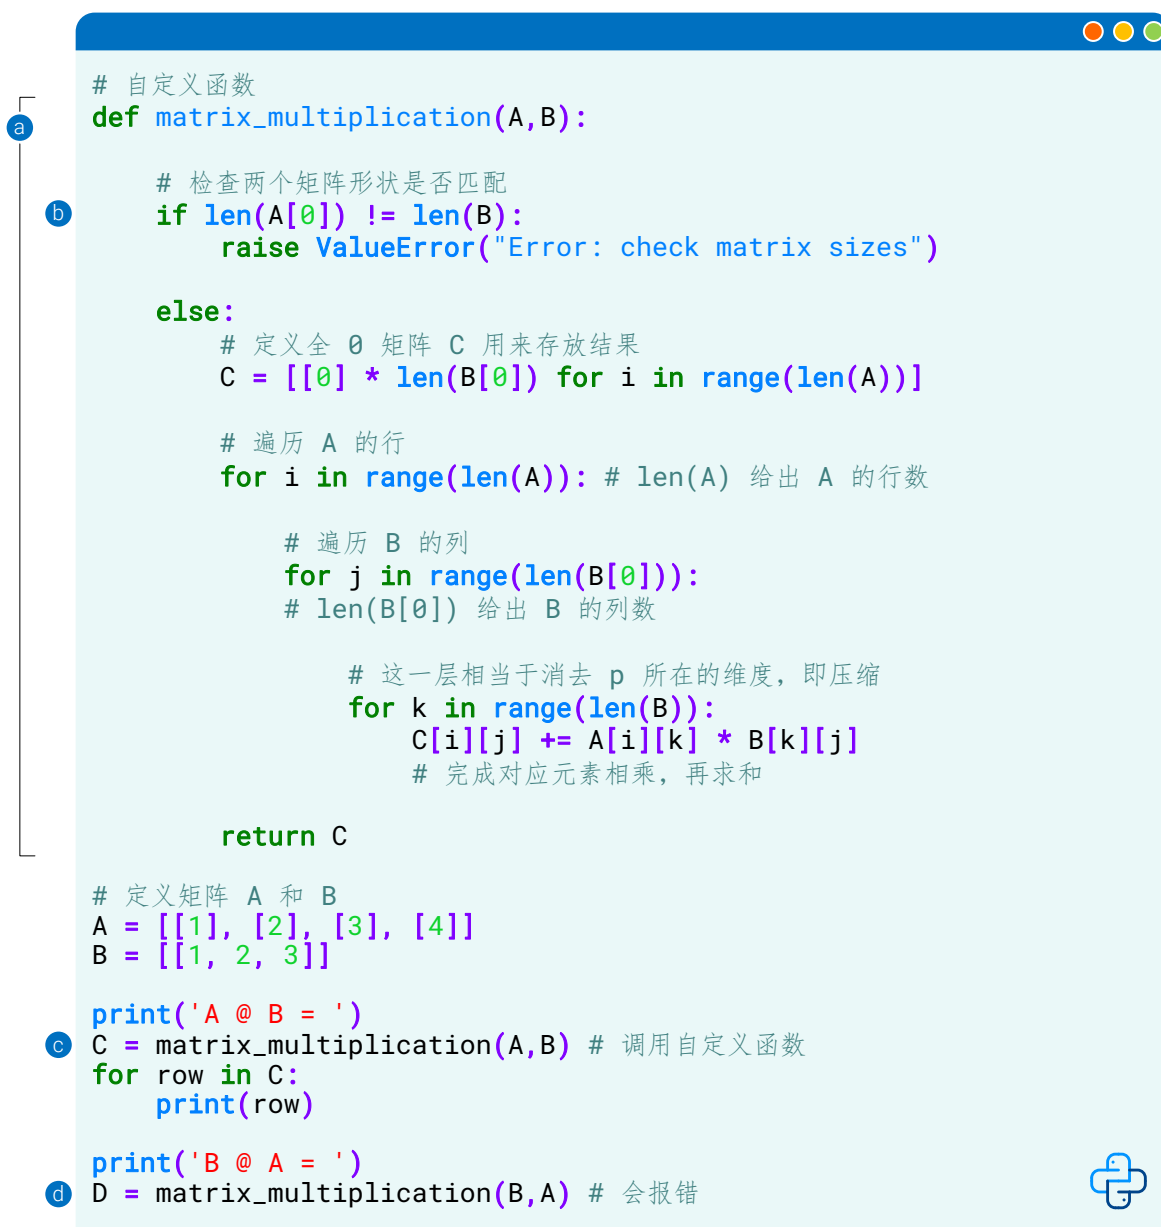 # 自定义函数
a
def matrix_multiplication(A,B):
# 检查两个矩阵形状是否匹配
b
if len(A[0]) != len(B):
raise ValueError("Error: check matrix sizes")
else:
# 定义全 0 矩阵 C 用来存放结果
C = [[0] * len(B[0]) for i in range(len(A))]
# 遍历 A 的行
for i in range(len(A)): # len(A) 给出 A 的行数
# 遍历 B 的列
for j in range(len(B[0])):
# len(B[0]) 给出 B 的列数
# 这一层相当于消去 p 所在的维度，即压缩
for k in range(len(B)):
C[i][j] += A[i][k] * B[k][j]
# 完成对应元素相乘，再求和
return C
# 定义矩阵 A 和 B
A = [[1], [2], [3], [4]]
B = [[1, 2, 3]]
print('A @ B = ')
c
C = matrix_multiplication(A,B) # 调用自定义函数
for row in C:
print(row)
print('B @ A = ')
d
D = matrix_multiplication(B,A) # 会报错